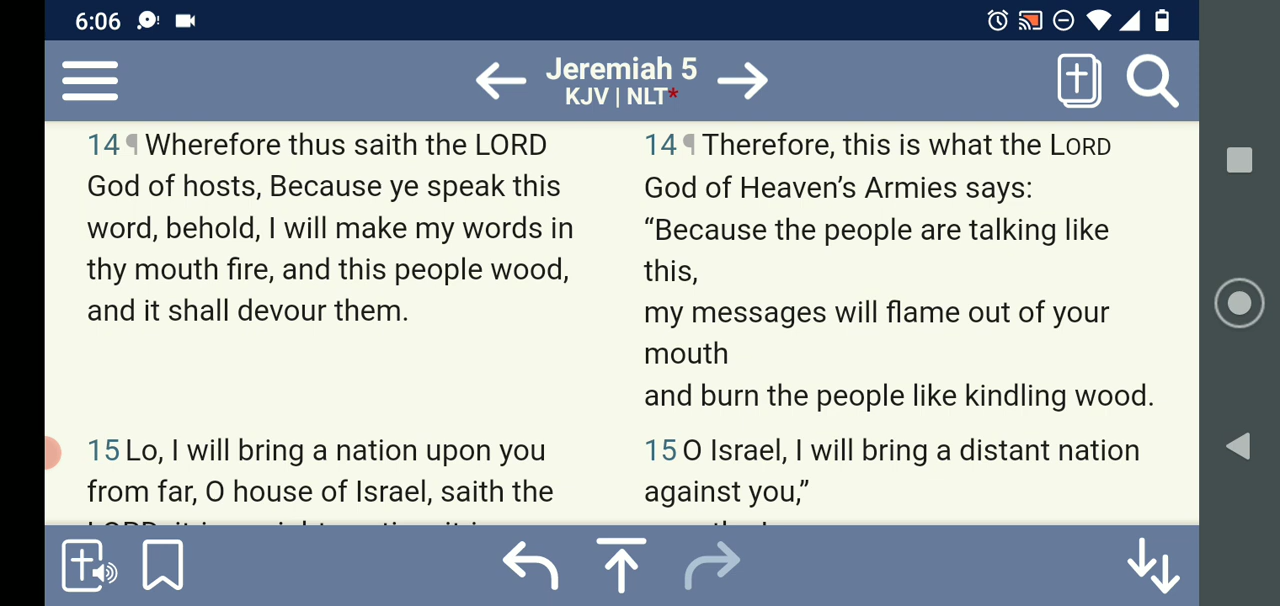 6:06
Jeremiah 5
KJV | NLT*
14 ¶ Wherefore thus saith the LORD
God of hosts, Because ye speak this
word, behold, I will make my words in
thy mouth fire, and this people wood,
and it shall devour them.
15 Lo, I will bring a nation upon you
from far, O house of Israel, saith the
14 ¶ Therefore, this is what the LORD
God of Heaven’s Armies says:
“Because the people are talking like
this,
my messages will flame out of your
mouth
and burn the people like kindling wood.
15 O Israel, I will bring a distant nation
against you,”